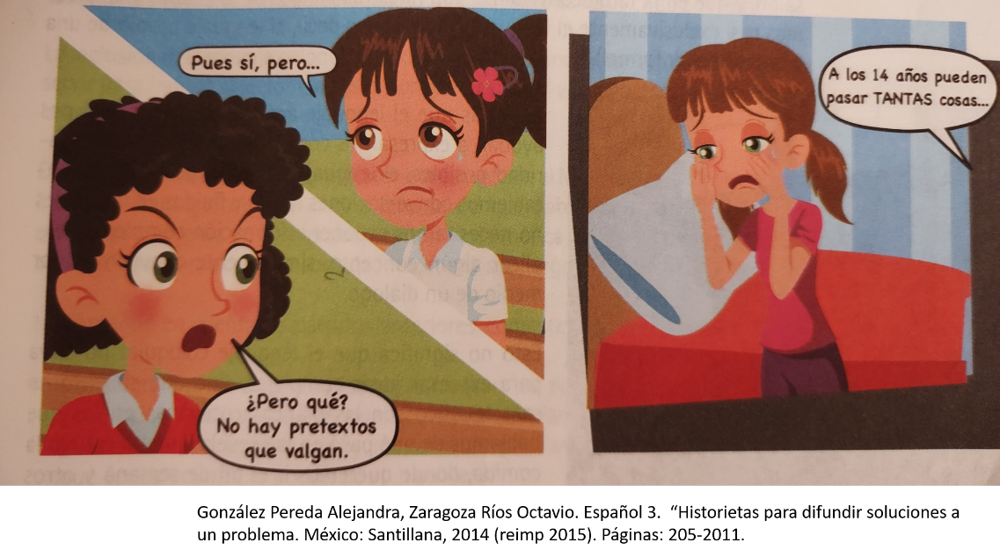 Pues sí, pero...
¿Pero qué?
No hay pretextos
que valgan.
A los 14 años pueden
pasar TANTAS cosas...
González Pereda Alejandra, Zaragoza Ríos Octavio. Español 3.  “Historietas para difundir soluciones a
un problema. México: Santillana, 2014 (reimp 2015). Páginas: 205-2011.